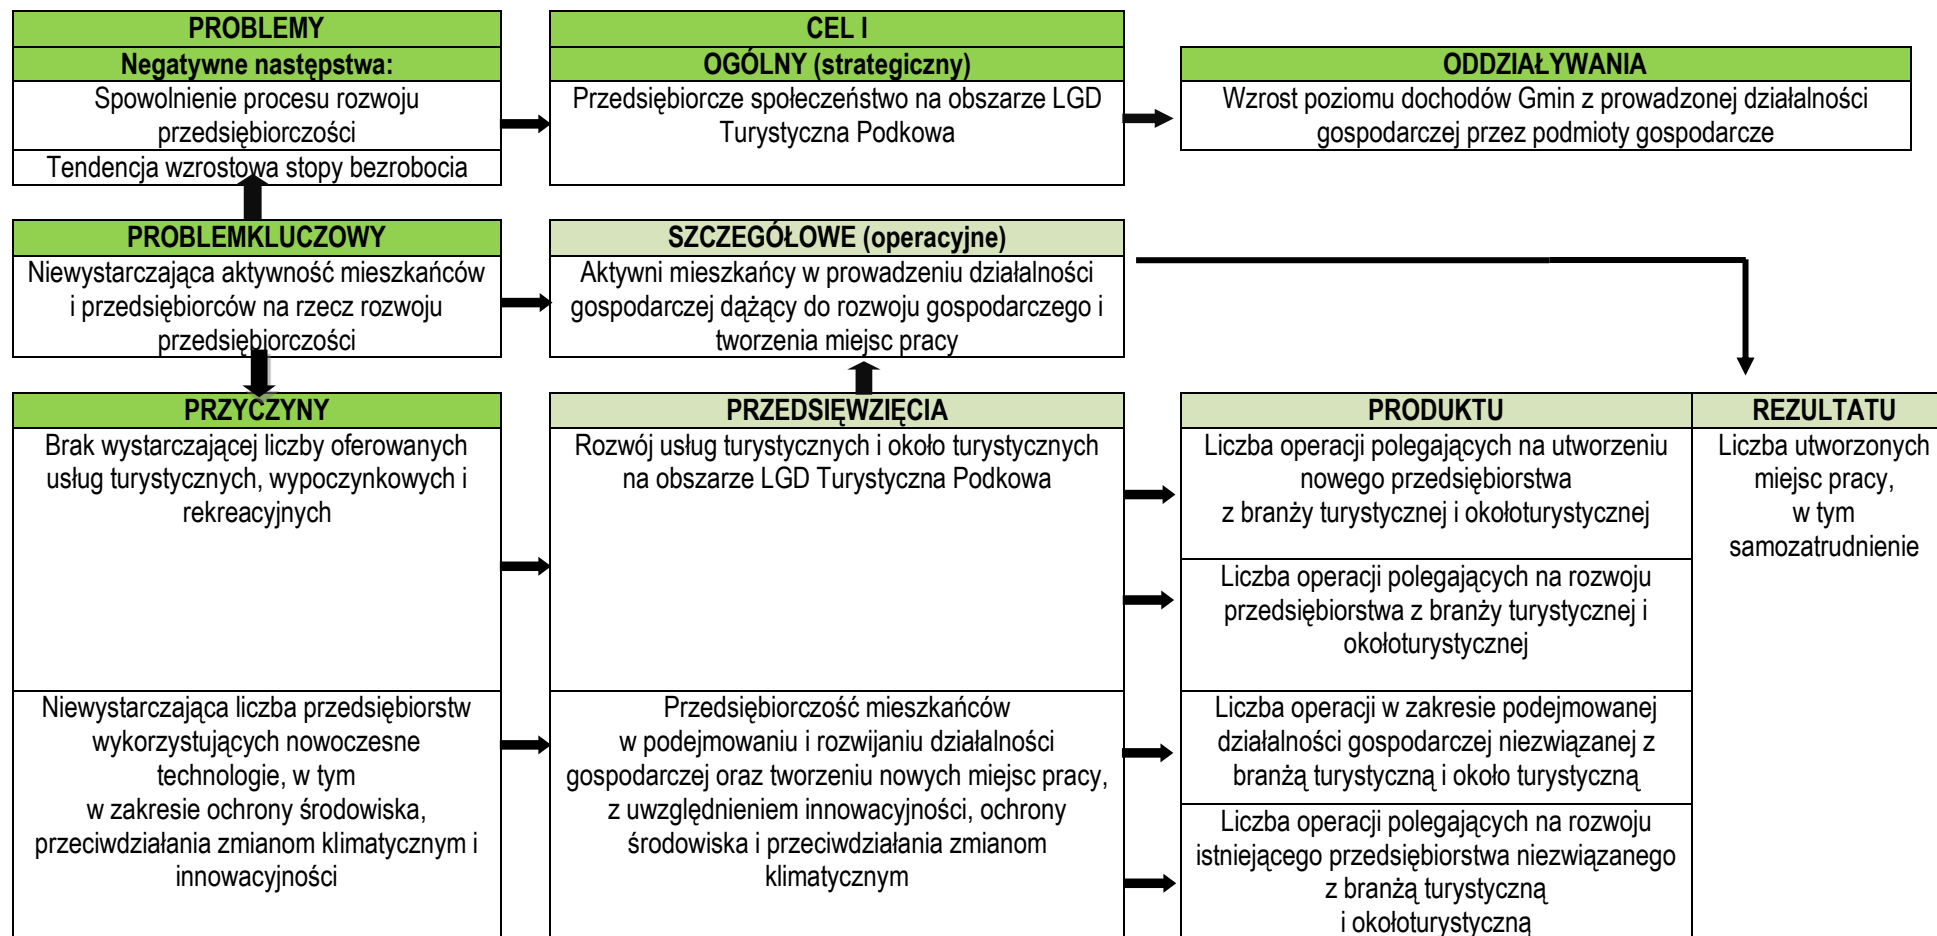 PROBLEMY
Negatywne następstwa:
Spowolnienie procesu rozwoju
przedsiębiorczości
Tendencja wzrostowa stopy bezrobocia
CEL I
OGÓLNY (strategiczny)
Przedsiębiorcze społeczeństwo na obszarze LGD
Turystyczna Podkowa
ODDZIAŁYWANIA
Wzrost poziomu dochodów Gmin z prowadzonej działalności
gospodarczej przez podmioty gospodarcze
PROBLEMKLUCZOWY
Niewystarczająca aktywność mieszkańców
i przedsiębiorców na rzecz rozwoju
przedsiębiorczości
SZCZEGÓŁOWE (operacyjne)
Aktywni mieszkańcy w prowadzeniu działalności
gospodarczej dążący do rozwoju gospodarczego i
tworzenia miejsc pracy
PRZYCZYNY
Brak wystarczającej liczby oferowanych
usług turystycznych, wypoczynkowych i
rekreacyjnych
Niewystarczająca liczba przedsiębiorstw
wykorzystujących nowoczesne
technologie, w tym
w zakresie ochrony środowiska,
przeciwdziałania zmianom klimatycznym i
innowacyjności
PRZEDSIĘWZIĘCIA
Rozwój usług turystycznych i około turystycznych
na obszarze LGD Turystyczna Podkowa
Przedsiębiorczość mieszkańców
w podejmowaniu i rozwijaniu działalności
gospodarczej oraz tworzeniu nowych miejsc pracy,
z uwzględnieniem innowacyjności, ochrony
środowiska i przeciwdziałania zmianom
klimatycznym
PRODUKTU
Liczba operacji polegających na utworzeniu
nowego przedsiębiorstwa
z branży turystycznej i okołoturystycznej
Liczba operacji polegających na rozwoju
przedsiębiorstwa z branży turystycznej i
okołoturystycznej
Liczba operacji w zakresie podejmowanej
działalności gospodarczej niezwiązanej z
branżą turystyczną i około turystyczną
Liczba operacji polegających na rozwoju
istniejącego przedsiębiorstwa niezwiązanego
z branżą turystyczną
i okołoturystyczną
REZULTATU
Liczba utworzonych
miejsc pracy,
w tym
samozatrudnienie